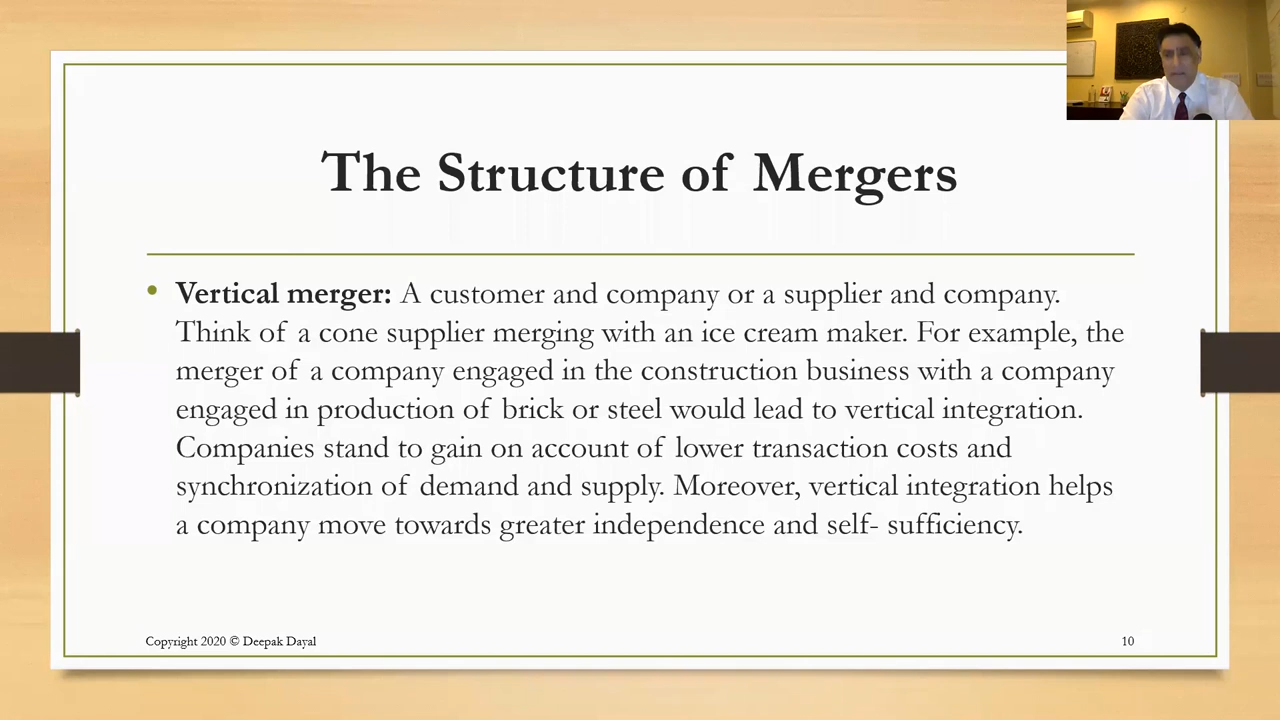 The Structure of Mergers
• Vertical merger: A customer and company or a supplier and company.
Think of a cone supplier merging with an ice cream maker. For example, the
merger of a company engaged in the construction business with a company
engaged in production of brick or steel would lead to vertical integration.
Companies stand to gain on account of lower transaction costs and
synchronization of demand and supply. Moreover, vertical integration helps
a company move towards greater independence and self- sufficiency.
Copyright 2020 © Deepak Dayal
10